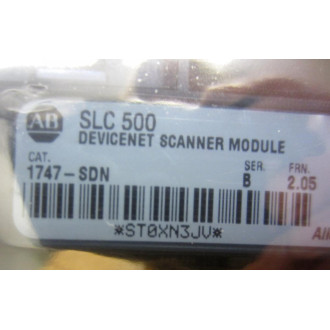 AB
SLC 500
DEVICENET SCANNER MODULE
CAT. SER. FRN.
1747-SDN B 2.05
*ST0XN3JV*